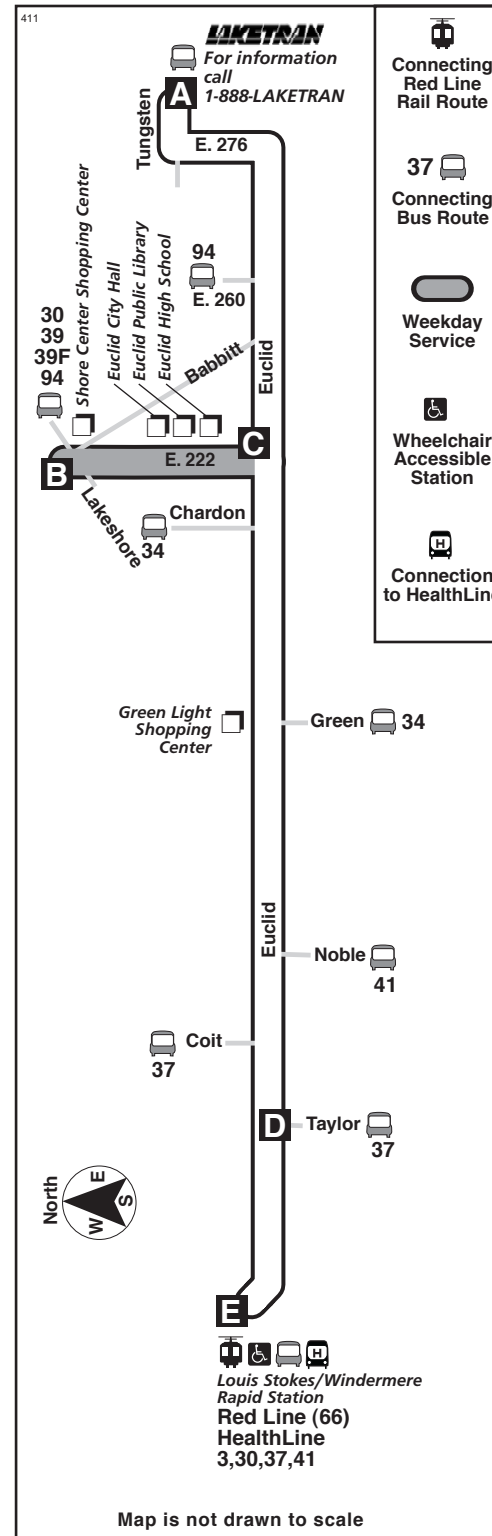 411
LAKETRAN
For information
call
1-888-LAKETRAN
A
Tungsten
E. 276
94
E. 260
Euclid
Babbitt
30
39
39F
94
Shore Center Shopping Center
Euclid City Hall
Euclid Public Library
Euclid High School
C
E. 222
B
Lakeshore
Chardon
34
Green Light
Shopping
Center
Green 34
Euclid
Noble
41
Coit
37
D
Taylor
37
North
E
S
W
E
H
Louis Stokes/Windermere
Rapid Station
Red Line (66)
HealthLine
3,30,37,41
Map is not drawn to scale
Connecting
Red Line
Rail Route
37
Connecting
Bus Route
Weekday
Service
Wheelchair
Accessible
Station
H
Connection
to HealthLine